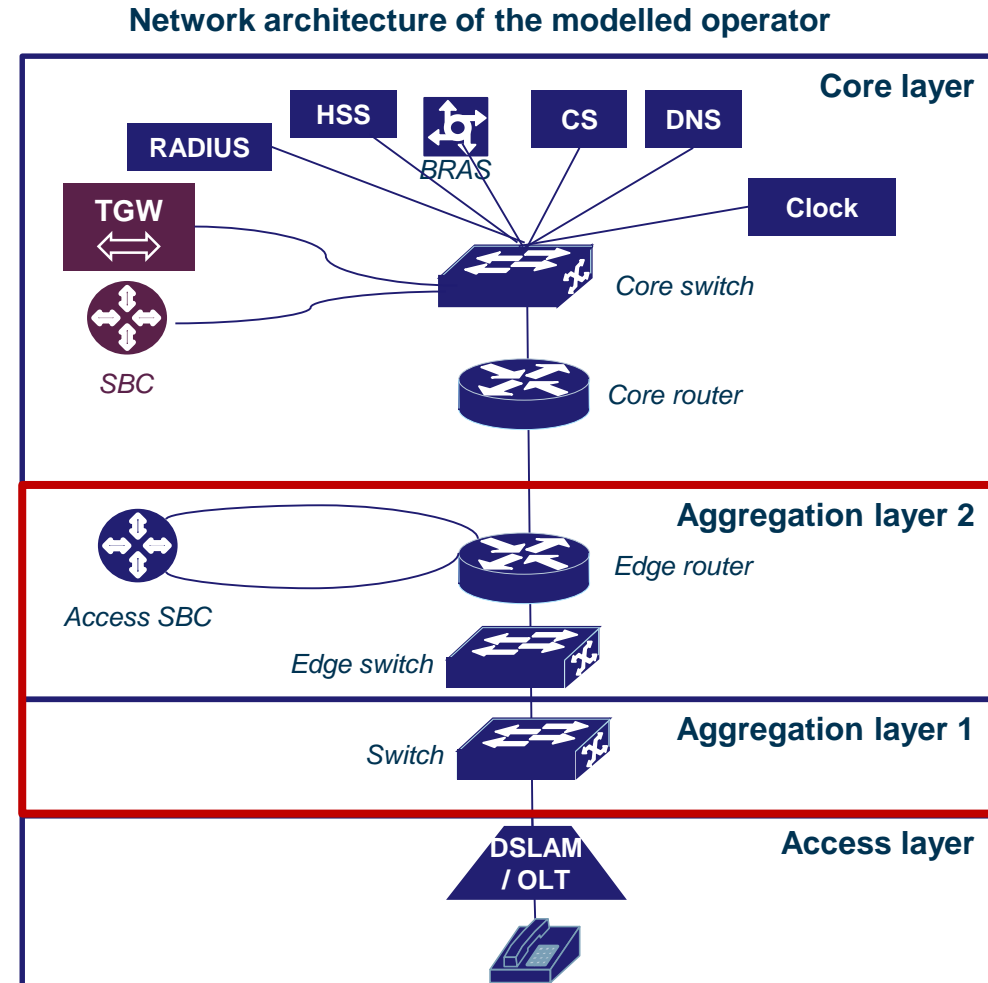 Network architecture of the modelled operator
Core layer
HSS
CS
DNS
RADIUS
BRAS
TGW
Clock
Core switch
SBC
Core router
Aggregation layer 2
Edge router
Access SBC
Edge switch
Aggregation layer 1
Switch
Access layer
DSLAM
/ OLT